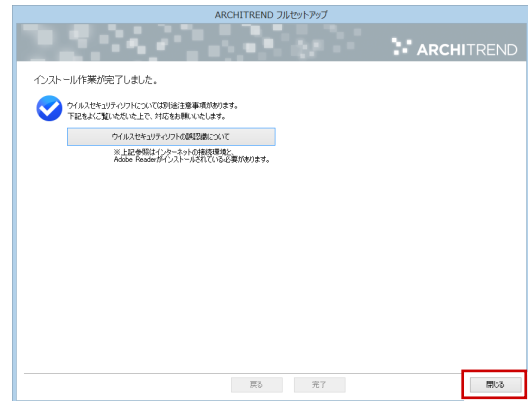 ARCHITREND フルセットアップ
ARCHITREND
インストール作業が完了しました。
ウイルスセキュリティソフトについては別途注意事項があります。
下記をよくご覧いただいた上で、対応をお願いいたします。
ウイルスセキュリティソフトの誤認識について
※上記参照はインターネットの接続環境と、
Adobe Readerがインストールされている必要があります。
戻る 完了 閉じる